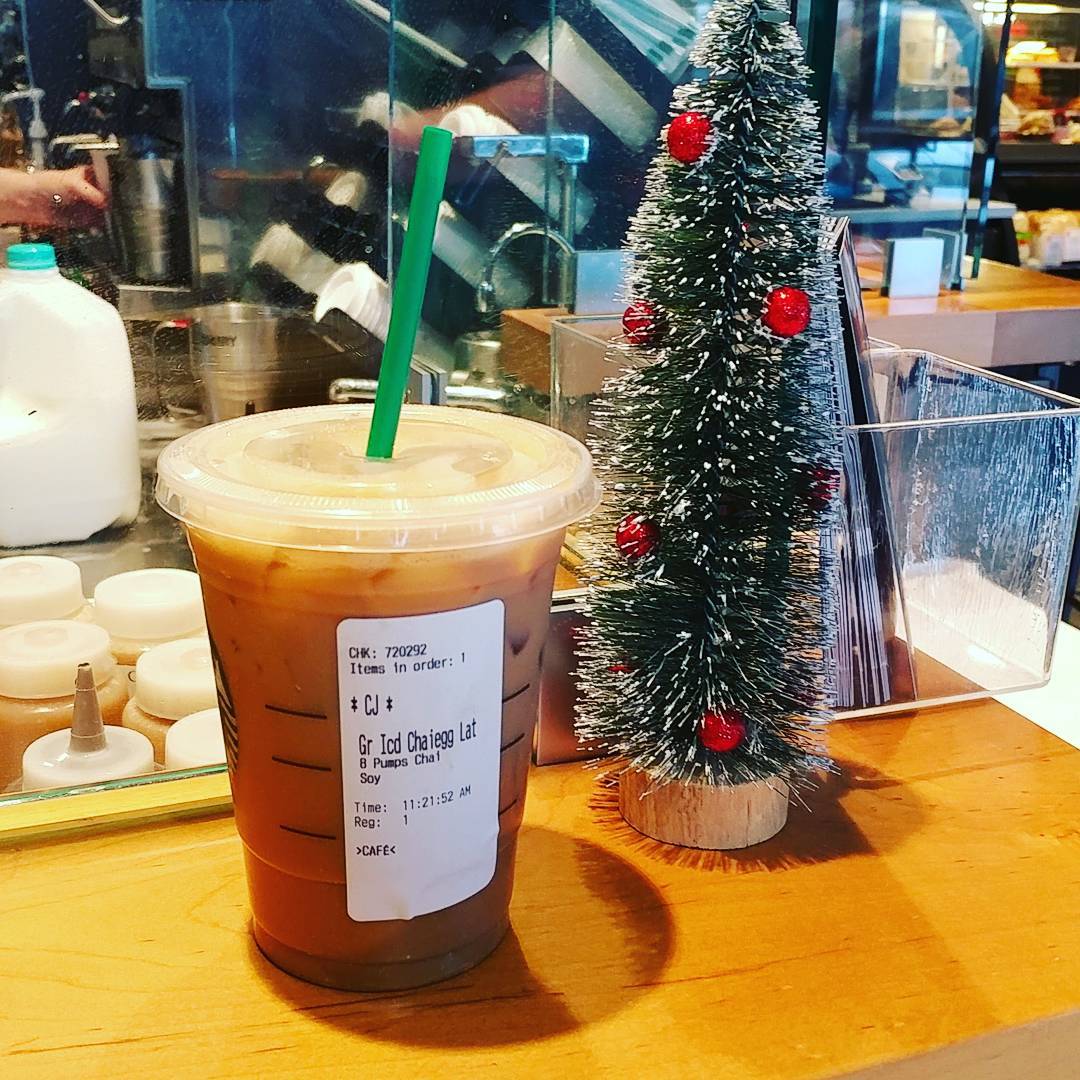 CHK: 720292
Items in order: 1
* CJ *
Gr Icd Chaiegg Lat
8 Pumps Chai
Soy
Time: 11:21:52 AM
Reg: 1
>CAFÉ<